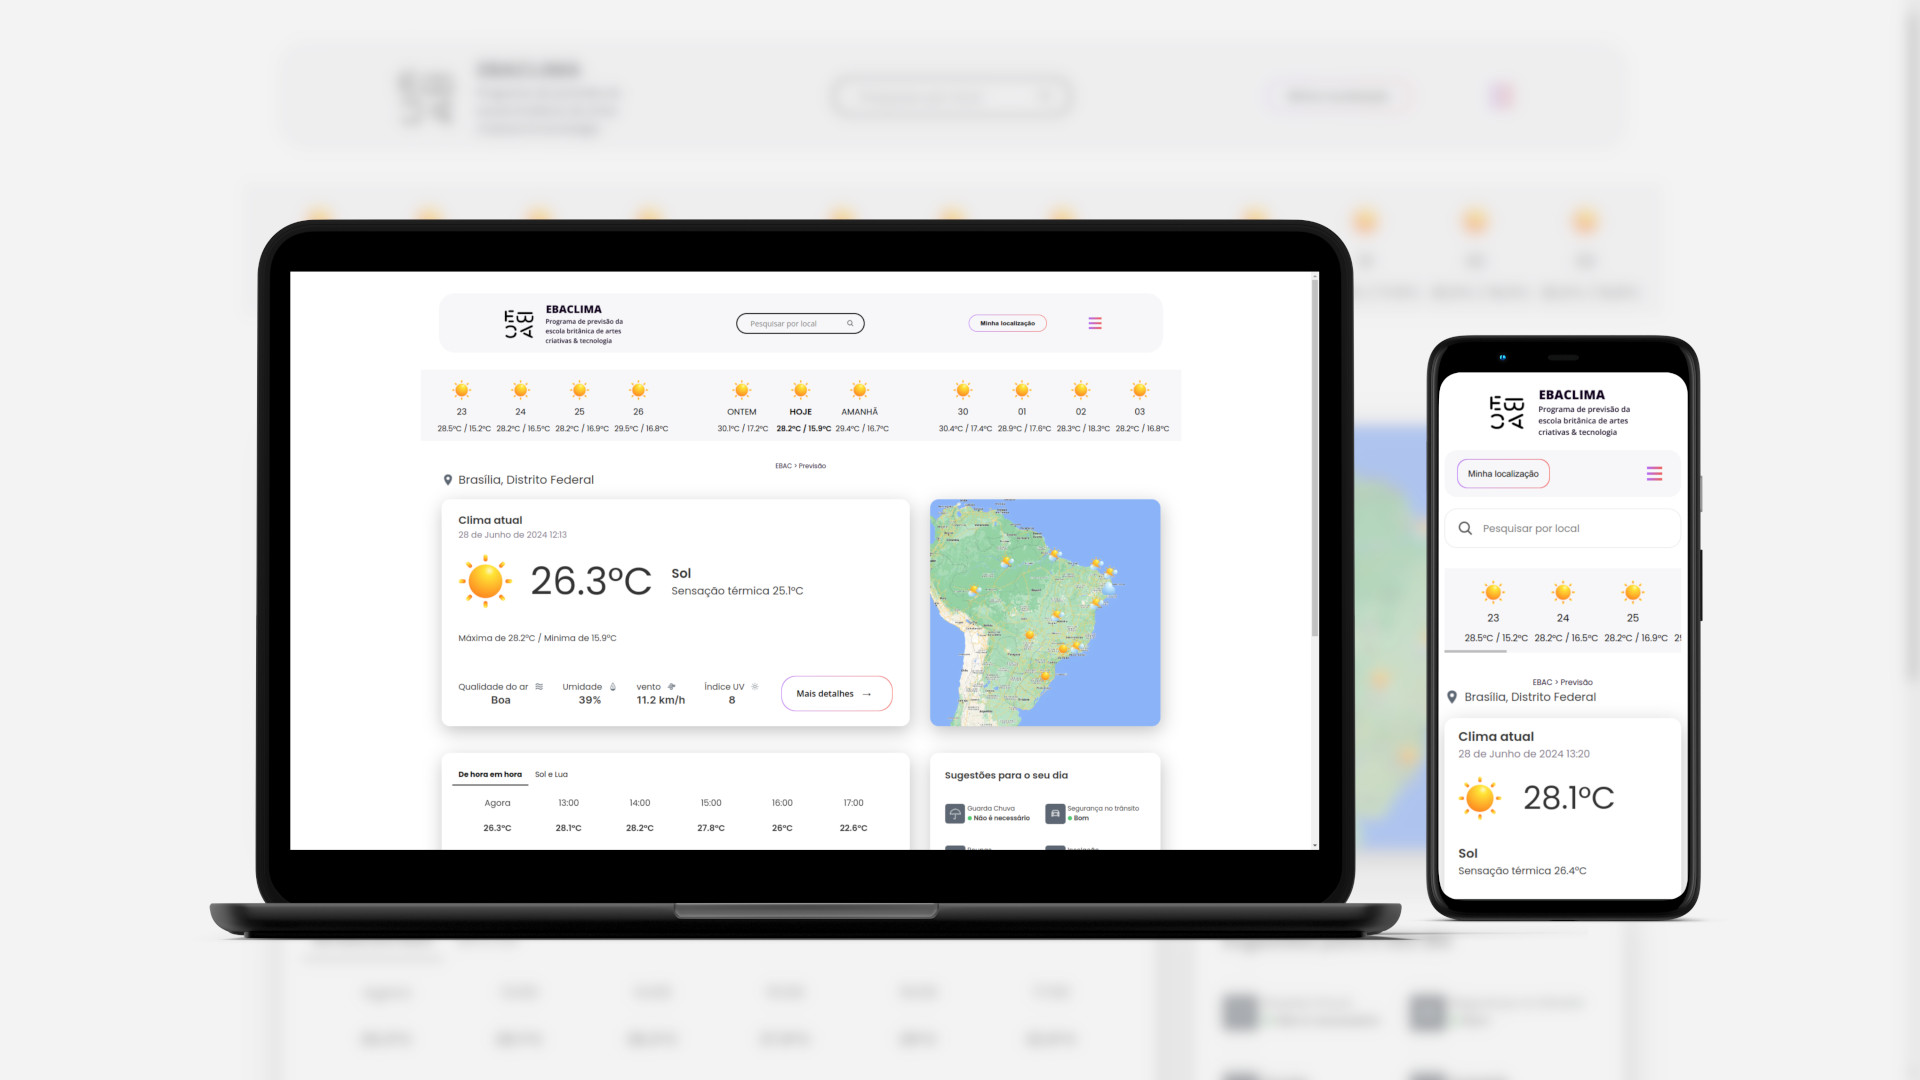 EBAC
EBACLIMA
Programa de previsão da
escola britânica de artes
criativas & tecnologia
Pesquisar por local
Minha localização
23 24 25 26 ONTEM HOJE AMANHÃ 30 01 02 03
28.5ºC / 15.2ºC 28.2ºC / 16.5ºC 28.2ºC / 16.9ºC 29.5ºC / 16.8ºC 30.1ºC / 17.2ºC 28.2ºC / 15.9ºC 29.4ºC / 16.7ºC 30.4ºC / 17.4ºC 28.9ºC / 17.6ºC 28.3ºC / 18.3ºC 28.2ºC / 16.8ºC
EBAC > Previsão
Brasília, Distrito Federal
Clima atual
28 de Junho de 2024 12:13
26.3ºC
Sol
Sensação térmica 25.1ºC
Máxima de 28.2ºC / Minima de 15.9ºC
Qualidade do ar Umidade vento Índice UV
Boa 39% 11.2 km/h 8
Mais detalhes →
De hora em hora Sol e Lua
Agora 13:00 14:00 15:00 16:00 17:00
26.3ºC 28.1ºC 28.2ºC 27.8ºC 26ºC 22.6ºC
Sugestões para o seu dia
Guarda Chuva
Não é necessário
Segurança no trânsito
Bom
EBAC
EBACLIMA
Programa de previsão da
escola britânica de artes
criativas & tecnologia
Minha localização
Pesquisar por local
23 24 25
28.5ºC / 15.2ºC 28.2ºC / 16.5ºC 28.2ºC / 16.9ºC
EBAC > Previsão
Brasília, Distrito Federal
Clima atual
28 de Junho de 2024 13:20
28.1ºC
Sol
Sensação térmica 26.4ºC